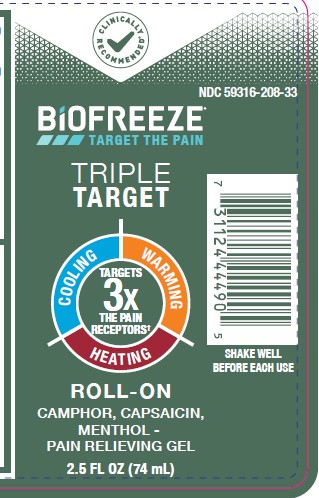 CLINICALLY
RECOMMENDED
NDC 59316-208-33
BIOFREEZE
TARGET THE PAIN
TRIPLE
TARGET
COOLING
WARMING
TARGETS
3X
THE PAIN
RECEPTORS†
HEATING
7 31124 44490 5
SHAKE WELL
BEFORE EACH USE
ROLL-ON
CAMPHOR, CAPSAICIN,
MENTHOL -
PAIN RELIEVING GEL
2.5 FL OZ (74 mL)